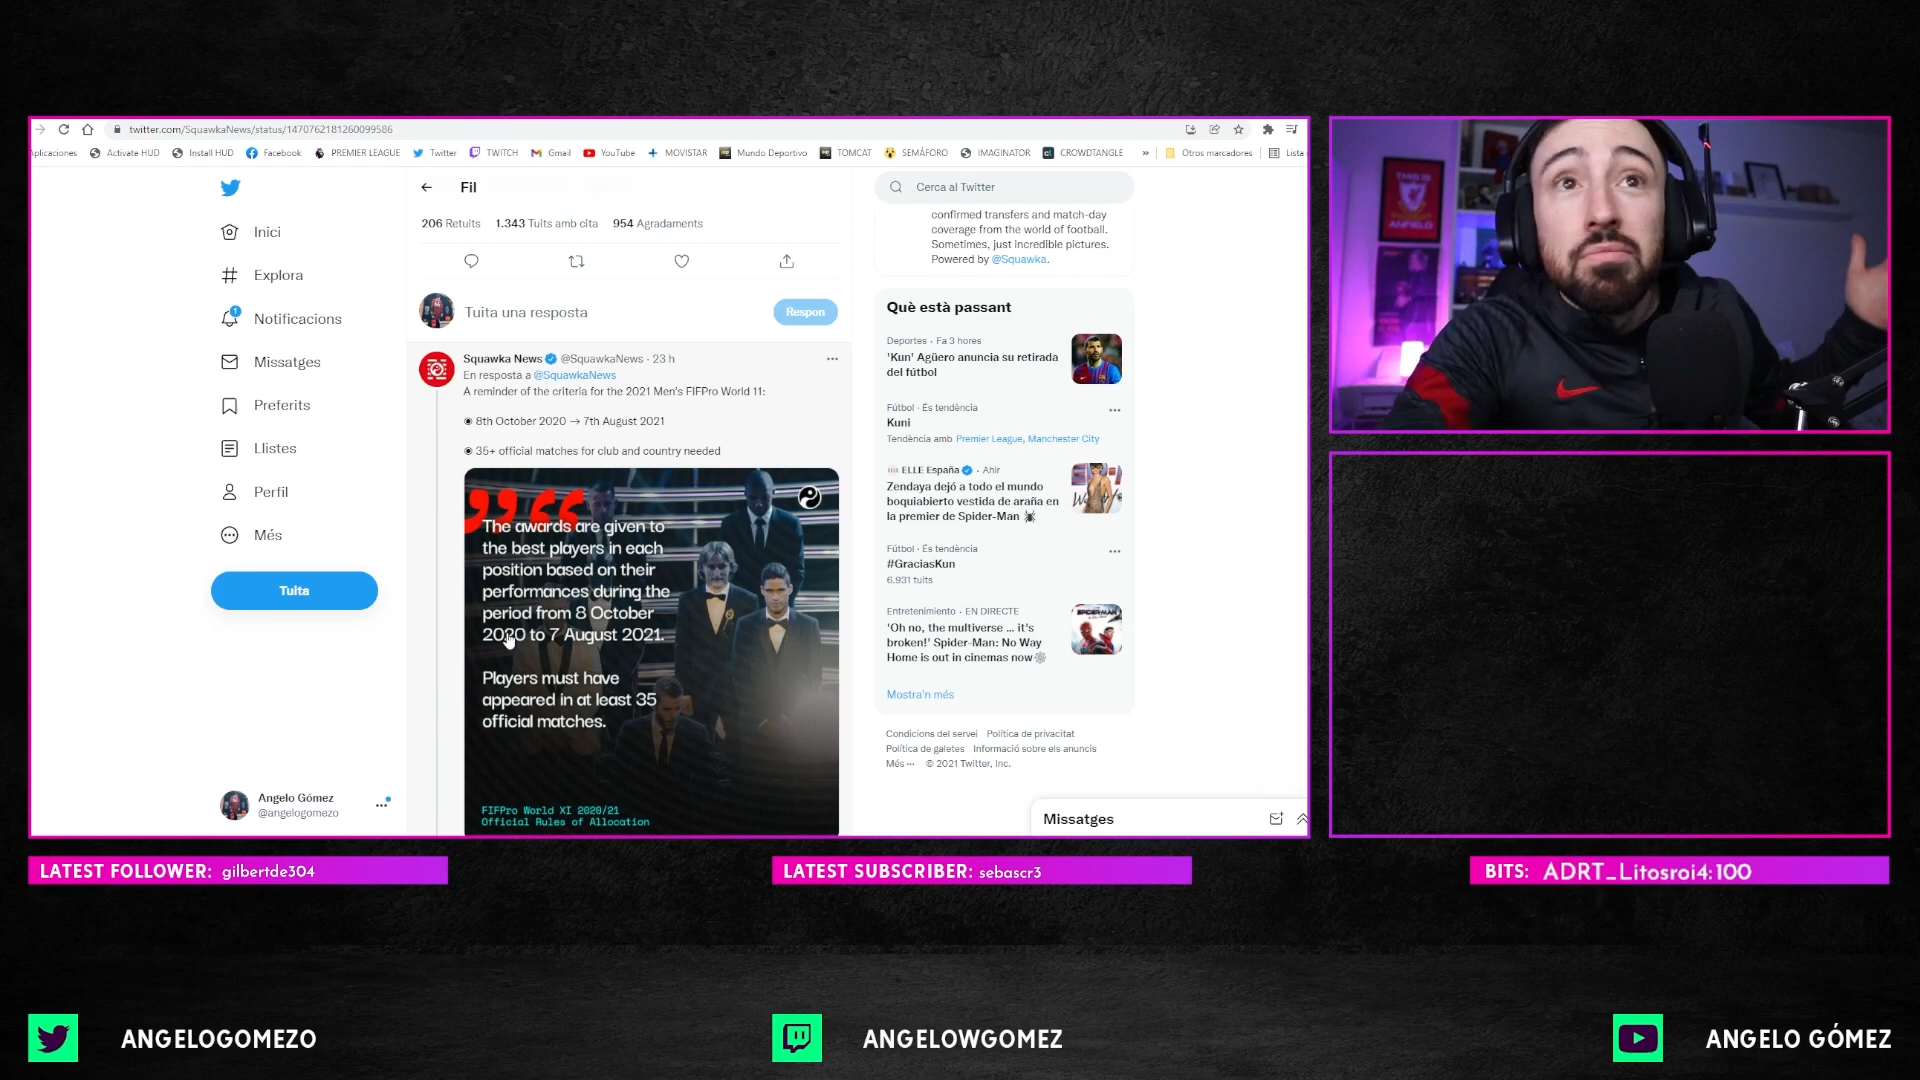 twitter.com/SquawkaNews/status/1470762181260099586
Aplicaciones Activate HUD Install HUD Facebook PREMIER LEAGUE Twitter TWITCH Gmail YouTube MOVISTAR Mundo Deportivo TOMCAT SEMÁFORO IMAGINATOR CROWDTANGLE » Otros marcadores Lista
Fil
206 Retuits 1.343 Tuits amb cita 954 Agradaments
Inici
Explora
1
Notificacions
Missatges
Preferits
Llistes
Perfil
Més
Tuita
Angelo Gómez
@angelogomezo
Tuita una resposta
Respon
Squawka News @SquawkaNews · 23 h
En resposta a @SquawkaNews
A reminder of the criteria for the 2021 Men's FIFPro World 11:
◉ 8th October 2020 → 7th August 2021
◉ 35+ official matches for club and country needed
The awards are given to
the best players in each
position based on their
performances during the
period from 8 October
2020 to 7 August 2021.
Players must have
appeared in at least 35
official matches.
FIFPro World XI 2020/21
Official Rules of Allocation
Cerca al Twitter
confirmed transfers and match-day
coverage from the world of football.
Sometimes, just incredible pictures.
Powered by @Squawka.
Què està passant
Deportes · Fa 3 hores
'Kun' Agüero anuncia su retirada
del fútbol
Fútbol · És tendència
Kuni
Tendència amb Premier League, Manchester City
ELLE España · Ahir
Zendaya dejó a todo el mundo
boquiabierto vestida de araña en
la premier de Spider-Man
Fútbol · És tendència
#GraciasKun
6.931 tuits
Entretenimiento · EN DIRECTE
'Oh no, the multiverse ... it's
broken!' Spider-Man: No Way
Home is out in cinemas now
Mostra'n més
Condicions del servei Política de privacitat
Política de galetes Informació sobre els anuncis
Més ··· © 2021 Twitter, Inc.
Missatges
THIS IS
ANFIELD
LATEST FOLLOWER: gilbertde304
LATEST SUBSCRIBER: sebascr3
BITS: ADRT_Litosroi4:100
ANGELOGOMEZO
ANGELOWGOMEZ
ANGELO GÓMEZ